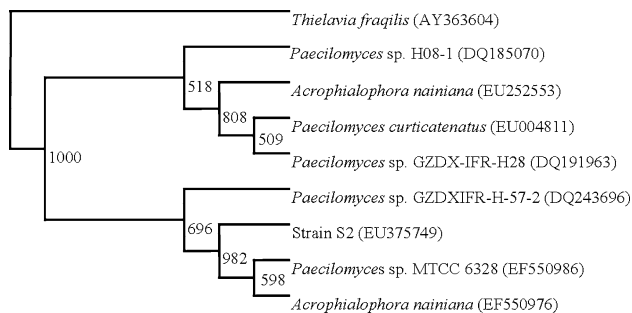 Thielavia fraqilis (AY363604)
Paecilomyces sp. H08-1 (DQ185070)
518
Acrophialophora nainiana (EU252553)
808
Paecilomyces curticatenatus (EU004811)
509
1000
Paecilomyces sp. GZDX-IFR-H28 (DQ191963)
Paecilomyces sp. GZDXIFR-H-57-2 (DQ243696)
696
Strain S2 (EU375749)
982
Paecilomyces sp. MTCC 6328 (EF550986)
598
Acrophialophora nainiana (EF550976)